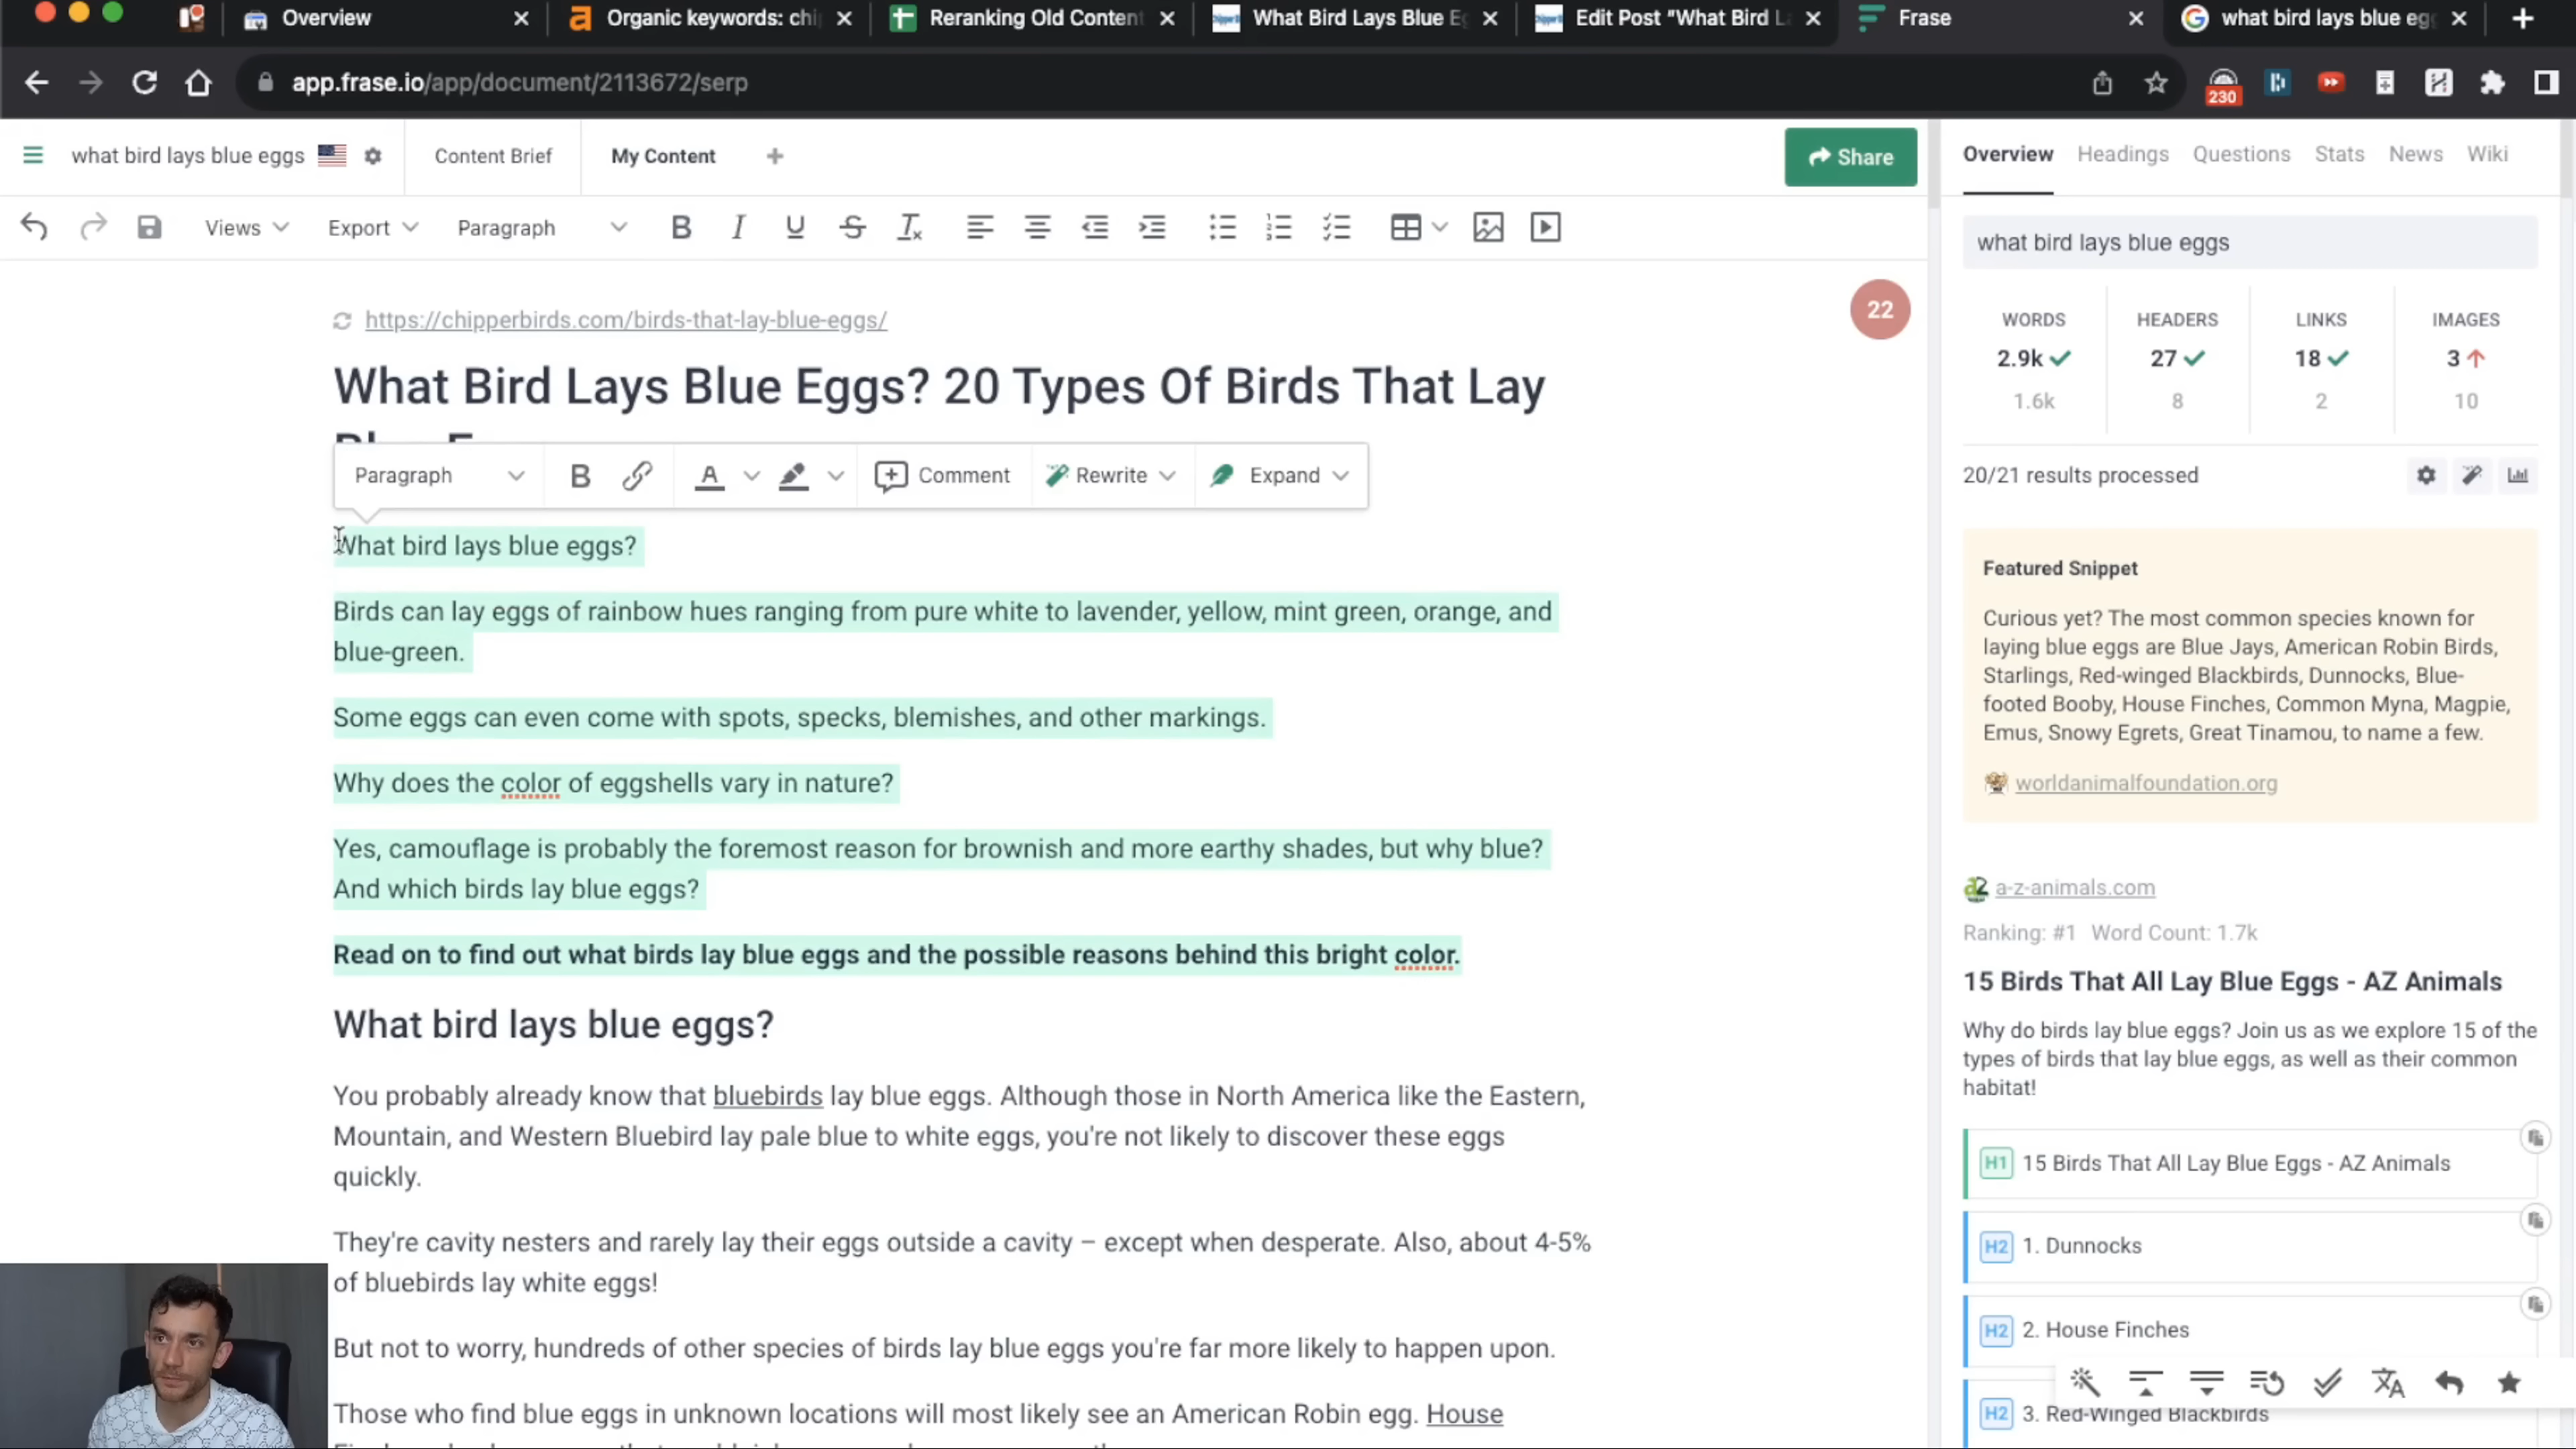 Overview
Organic keywords: chi
Reranking Old Content
What Bird Lays Blue E
Edit Post "What Bird L
Frase
what bird lays blue eg
app.frase.io/app/document/2113672/serp
230
what bird lays blue eggs
Content Brief
My Content
Share
Overview
Headings
Questions
Stats
News
Wiki
Views
Export
Paragraph
what bird lays blue eggs
https://chipperbirds.com/birds-that-lay-blue-eggs/
22
WORDS
HEADERS
LINKS
IMAGES
2.9k
27
18
3
1.6k
8
2
10
What Bird Lays Blue Eggs? 20 Types Of Birds That Lay
Paragraph
Comment
Rewrite
Expand
20/21 results processed
What bird lays blue eggs?
Birds can lay eggs of rainbow hues ranging from pure white to lavender, yellow, mint green, orange, and
blue-green.
Some eggs can even come with spots, specks, blemishes, and other markings.
Why does the color of eggshells vary in nature?
Yes, camouflage is probably the foremost reason for brownish and more earthy shades, but why blue?
And which birds lay blue eggs?
Read on to find out what birds lay blue eggs and the possible reasons behind this bright color.
What bird lays blue eggs?
You probably already know that bluebirds lay blue eggs. Although those in North America like the Eastern,
Mountain, and Western Bluebird lay pale blue to white eggs, you're not likely to discover these eggs
quickly.
They're cavity nesters and rarely lay their eggs outside a cavity – except when desperate. Also, about 4-5%
of bluebirds lay white eggs!
But not to worry, hundreds of other species of birds lay blue eggs you're far more likely to happen upon.
Those who find blue eggs in unknown locations will most likely see an American Robin egg. House
Featured Snippet
Curious yet? The most common species known for
laying blue eggs are Blue Jays, American Robin Birds,
Starlings, Red-winged Blackbirds, Dunnocks, Blue-
footed Booby, House Finches, Common Myna, Magpie,
Emus, Snowy Egrets, Great Tinamou, to name a few.
worldanimalfoundation.org
a-z-animals.com
Ranking: #1 Word Count: 1.7k
15 Birds That All Lay Blue Eggs - AZ Animals
Why do birds lay blue eggs? Join us as we explore 15 of the
types of birds that lay blue eggs, as well as their common
habitat!
H1 15 Birds That All Lay Blue Eggs - AZ Animals
H2 1. Dunnocks
H2 2. House Finches
H2 3. Red-Winged Blackbirds